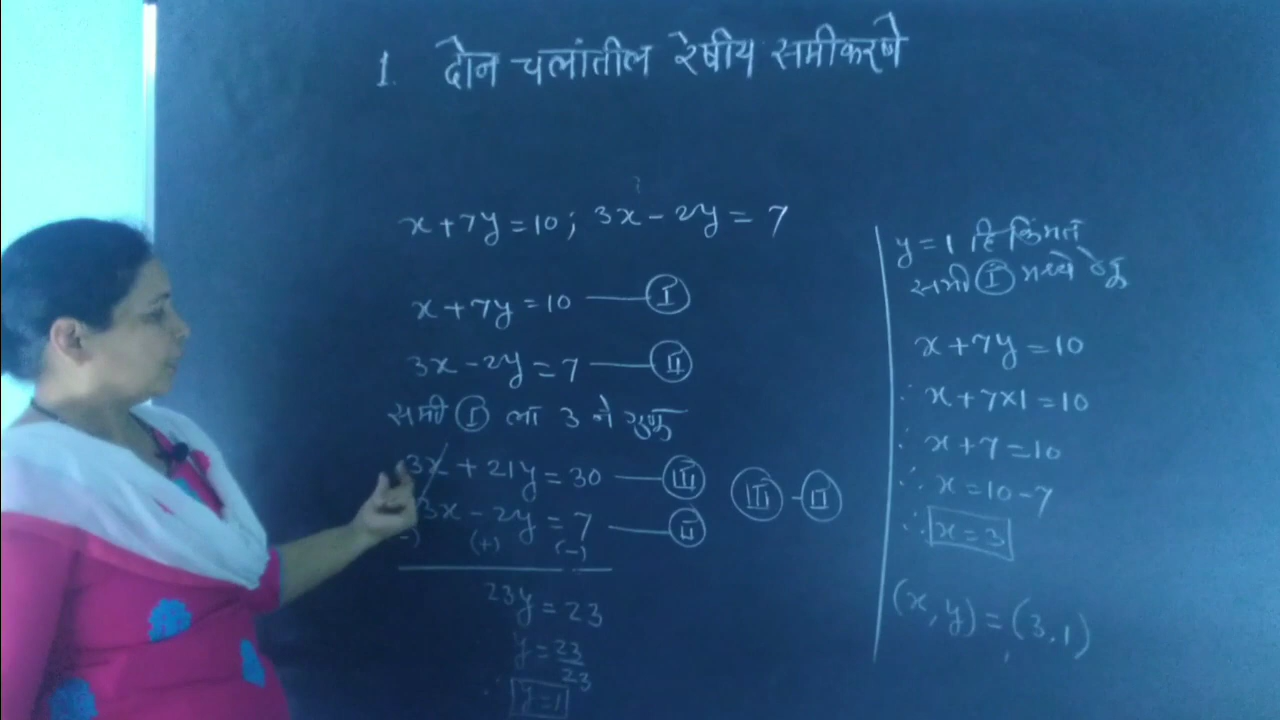 1. दोन चलांतील रेषीय समीकरणे
x + 7y = 10 ; 3x - 2y = 7
x + 7y = 10 — I
3x - 2y = 7 — II
समी I ला 3 ने गुणू
3x + 21y = 30 — III
3x - 2y = 7 — II
III - II
(-) (+) (-)
23y = 23
y = 23/23
∴ y = 1
y = 1 हि किंमत
समी I मध्ये ठेवू
x + 7y = 10
∴ x + 7×1 = 10
∴ x + 7 = 10
∴ x = 10 - 7
∴ x = 3
(x, y) = (3, 1)